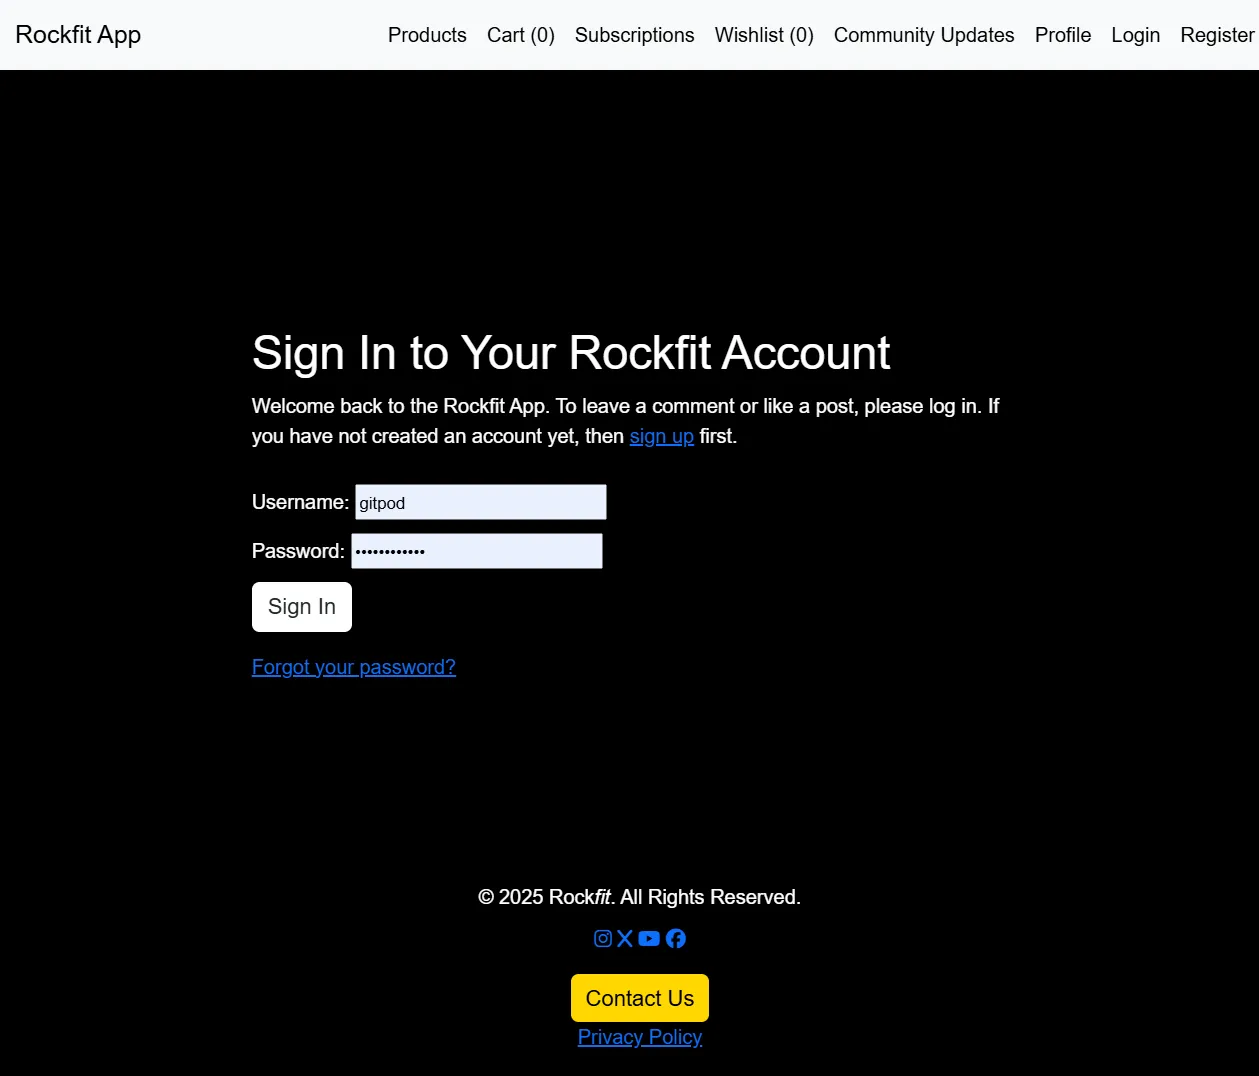 Rockfit App Products Cart (0) Subscriptions Wishlist (0) Community Updates Profile Login Register
Sign In to Your Rockfit Account
Welcome back to the Rockfit App. To leave a comment or like a post, please log in. If
you have not created an account yet, then sign up first.
Username: gitpod
Password: ••••••••••••
Sign In
Forgot your password?
© 2025 Rockfit. All Rights Reserved.
Contact Us
Privacy Policy